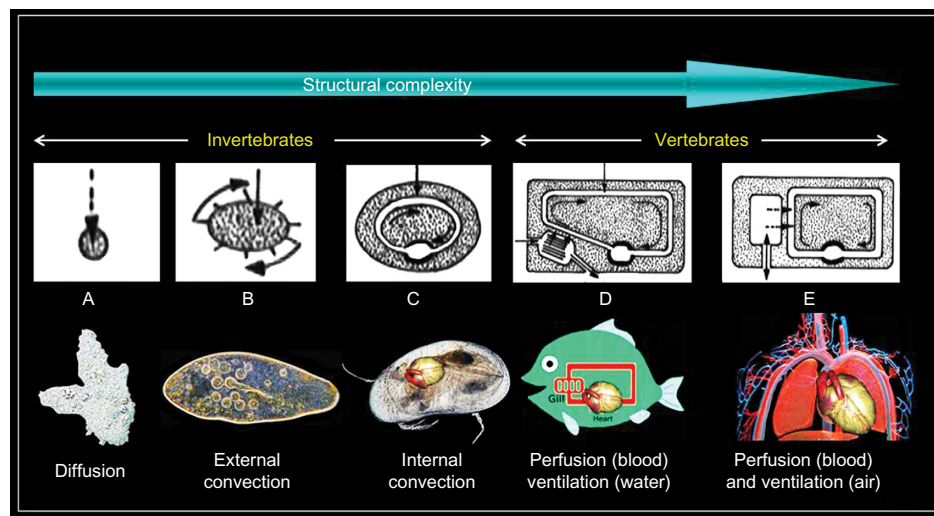 Structural complexity
Invertebrates
Vertebrates
A
B
C
D
E
Gill
Heart
Diffusion
External
convection
Internal
convection
Perfusion (blood)
ventilation (water)
Perfusion (blood)
and ventilation (air)